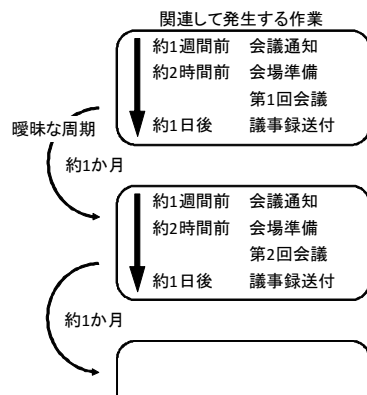 関連して発生する作業
約1週間前 会議通知
約2時間前 会場準備
第1回会議
約1日後 議事録送付
曖昧な周期
約1か月
約1週間前 会議通知
約2時間前 会場準備
第2回会議
約1日後 議事録送付
約1か月